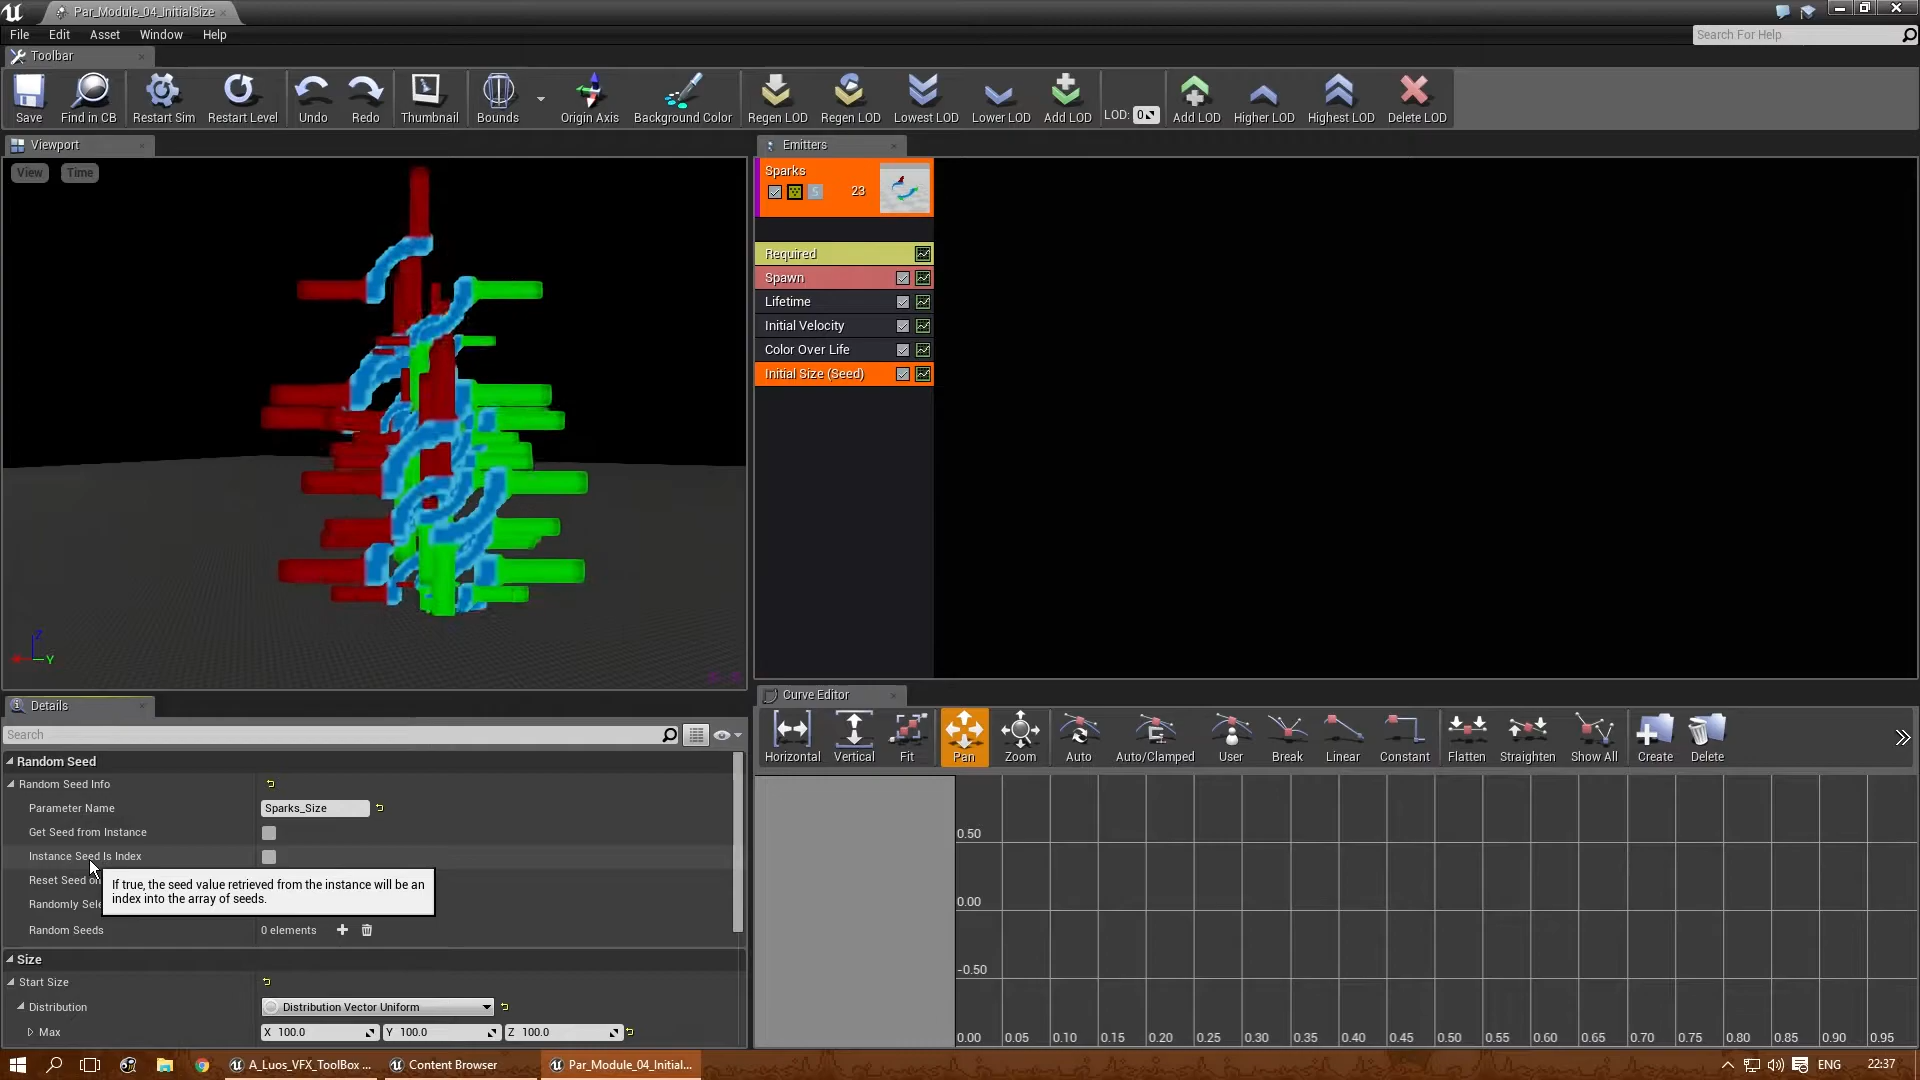 Par_Module_04_InitialSize
File Edit Asset Window Help
Search For Help
Toolbar
Save Find in CB Restart Sim Restart Level Undo Redo Thumbnail Bounds Origin Axis Background Color Regen LOD Regen LOD Lowest LOD Lower LOD Add LOD LOD: 0 Add LOD Higher LOD Highest LOD Delete LOD
Viewport
View Time
Z
Y
Emitters
Sparks
S 23
Required
Spawn
Lifetime
Initial Velocity
Color Over Life
Initial Size (Seed)
Details
Search
Random Seed
Random Seed Info
Parameter Name Sparks_Size
Get Seed from Instance
Instance Seed Is Index
Reset Seed on
If true, the seed value retrieved from the instance will be an
index into the array of seeds.
Randomly Sele
Random Seeds 0 elements
Size
Start Size
Distribution Distribution Vector Uniform
Max X 100.0 Y 100.0 Z 100.0
Curve Editor
Horizontal Vertical Fit Pan Zoom Auto Auto/Clamped User Break Linear Constant Flatten Straighten Show All Create Delete
0.50
0.00
-0.50
0.00 0.05 0.10 0.15 0.20 0.25 0.30 0.35 0.40 0.45 0.50 0.55 0.60 0.65 0.70 0.75 0.80 0.85 0.90 0.95
A_Luos_VFX_ToolBox ... Content Browser Par_Module_04_Initial... ENG 22:37